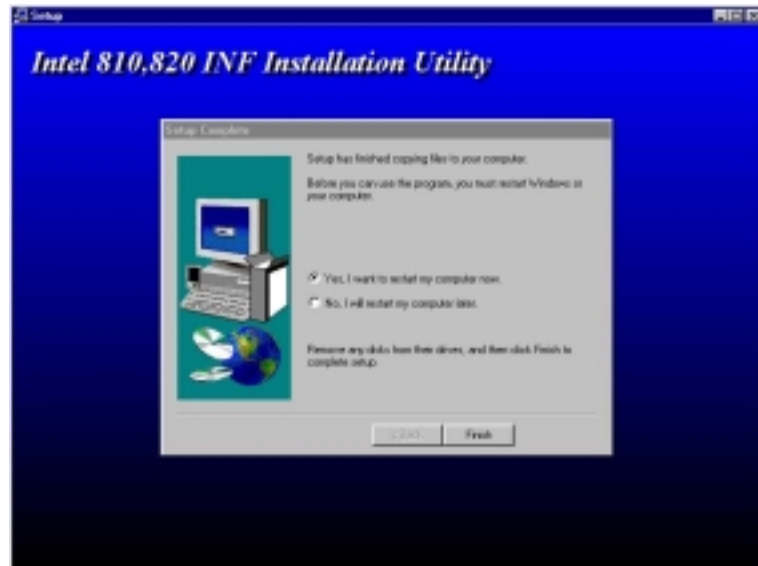 Setup
Intel 810,820 INF Installation Utility
Setup Complete
Setup has finished copying files to your computer.
Before you can use the program, you must restart Windows or
your computer.
Yes, I want to restart my computer now.
No, I will restart my computer later.
Remove any disks from their drives, and then click Finish to
complete setup.
< Back
Finish